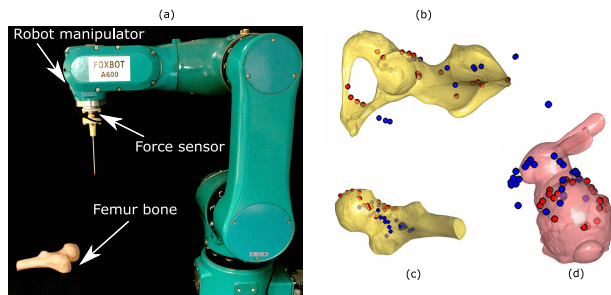 (a)
(b)
Robot manipulator
FOXBOT
A600
Force sensor
Femur bone
(c)
(d)